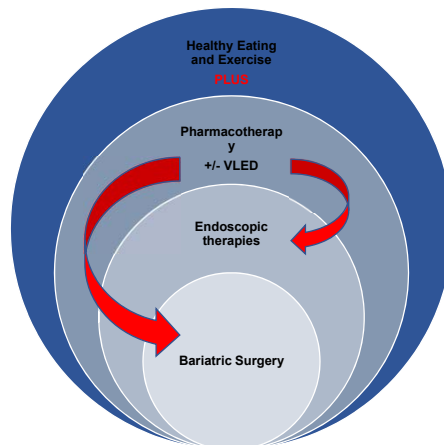 Healthy Eating
and Exercise
PLUS
Pharmacotherap
y
+/- VLED
Endoscopic
therapies
Bariatric Surgery